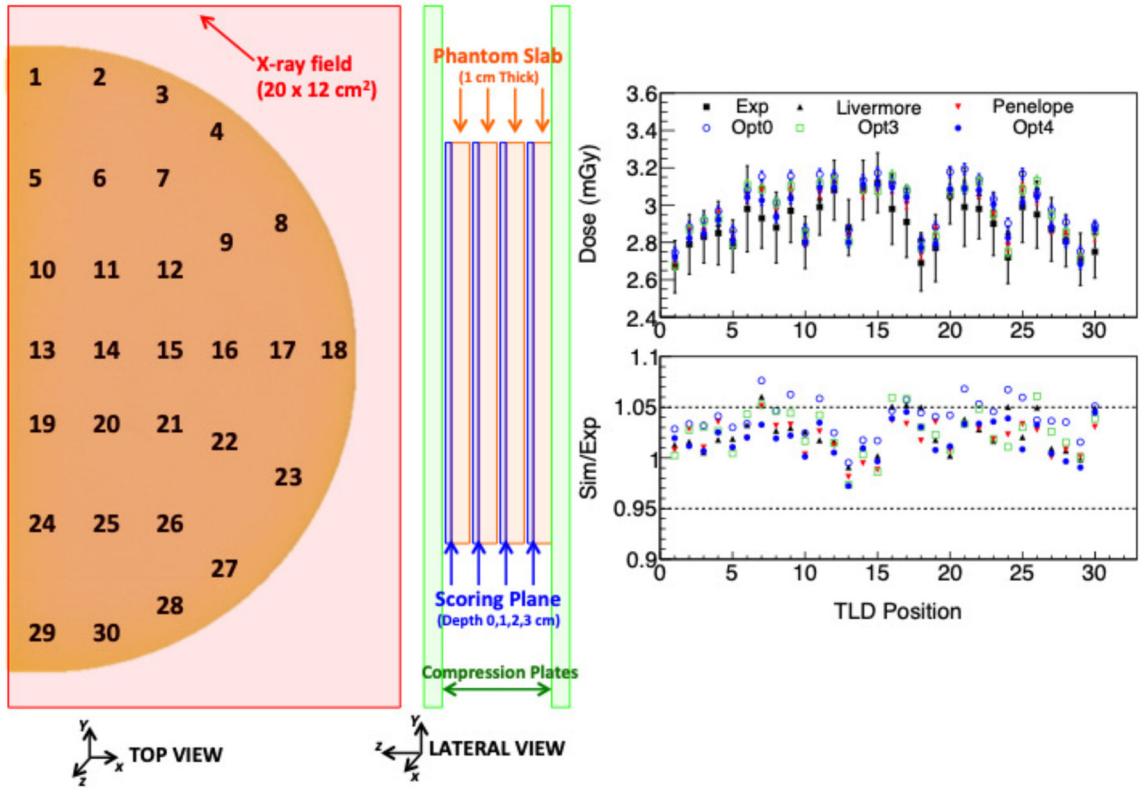 X-ray field
(20 x 12 cm²)
1 2 3
4
5 6 7
8
9
10 11 12
13 14 15 16 17 18
19 20 21
22
23
24 25 26
27
28
29 30
Y
x
z
TOP VIEW
Phantom Slab
(1 cm Thick)
Scoring Plane
(Depth 0,1,2,3 cm)
Compression Plates
Y
z
x
LATERAL VIEW
Dose (mGy)
3.6
3.4
3.2
3
2.8
2.6
2.4
Exp Livermore Penelope
Opt0 Opt3 Opt4
0 5 10 15 20 25 30
Sim/Exp
1.1
1.05
1
0.95
0.9
0 5 10 15 20 25 30
TLD Position